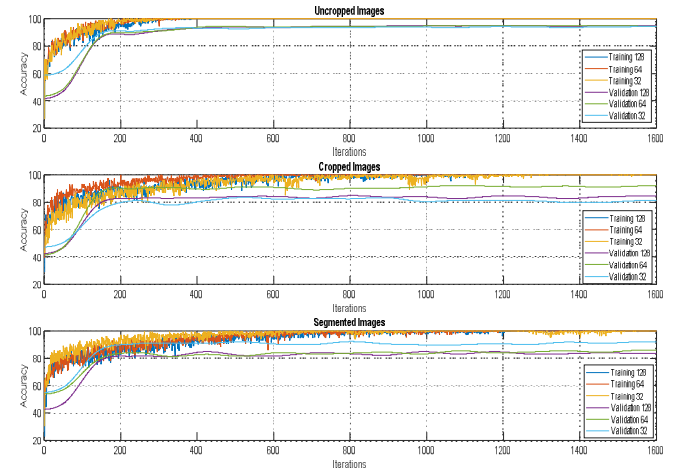 Uncropped Images
100
80
60
40
20
Accuracy
0 200 400 600 800 1000 1200 1400 1600
Iterations
Training 128
Training 64
Training 32
Validation 128
Validation 64
Validation 32
Cropped Images
100
80
60
40
20
Accuracy
0 200 400 600 800 1000 1200 1400 1600
Iterations
Training 128
Training 64
Training 32
Validation 128
Validation 64
Validation 32
Segmented Images
100
80
60
40
20
Accuracy
0 200 400 600 800 1000 1200 1400 1600
Iterations
Training 128
Training 64
Training 32
Validation 128
Validation 64
Validation 32